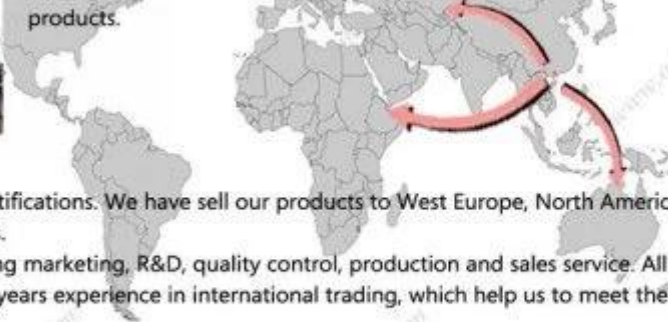 products.
tifications. We have sell our products to West Europe, North Americ
.
ng marketing, R&D, quality control, production and sales service. All
years experience in international trading, which help us to meet the